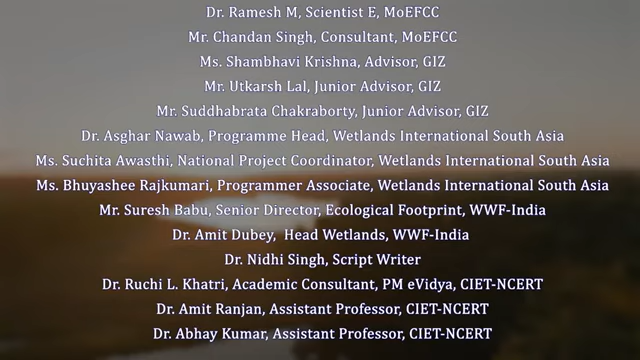 Dr. Ramesh M, Scientist E, MoEFCC
Mr. Chandan Singh, Consultant, MoEFCC
Ms. Shambhavi Krishna, Advisor, GIZ
Mr. Utkarsh Lal, Junior Advisor, GIZ
Mr. Suddhabrata Chakraborty, Junior Advisor, GIZ
Dr. Asghar Nawab, Programme Head, Wetlands International South Asia
Ms. Suchita Awasthi, National Project Coordinator, Wetlands International South Asia
Ms. Bhuyashee Rajkumari, Programmer Associate, Wetlands International South Asia
Mr. Suresh Babu, Senior Director, Ecological Footprint, WWF-India
Dr. Amit Dubey,  Head Wetlands, WWF-India
Dr. Nidhi Singh, Script Writer
Dr. Ruchi L. Khatri, Academic Consultant, PM eVidya, CIET-NCERT
Dr. Amit Ranjan, Assistant Professor, CIET-NCERT
Dr. Abhay Kumar, Assistant Professor, CIET-NCERT